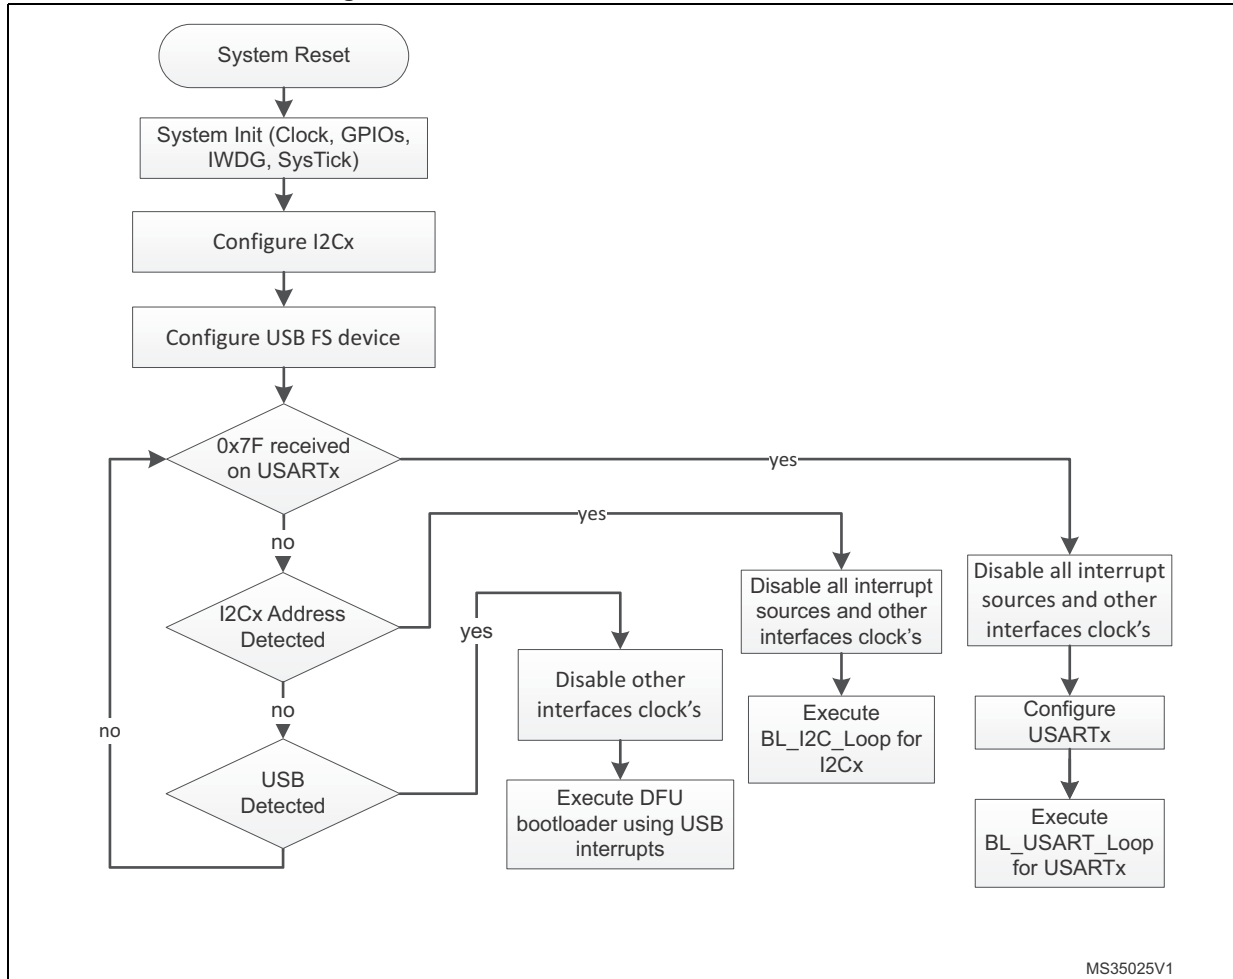 System Reset
System Init (Clock, GPIOs,
IWDG, SysTick)
Configure I2Cx
Configure USB FS device
0x7F received
on USARTx
yes
no
yes
I2Cx Address
Detected
yes
no
no
USB
Detected
Disable other
interfaces clock's
Execute DFU
bootloader using USB
interrupts
Disable all interrupt
sources and other
interfaces clock's
Execute
BL_I2C_Loop for
I2Cx
Disable all interrupt
sources and other
interfaces clock's
Configure
USARTx
Execute
BL_USART_Loop
for USARTx
MS35025V1